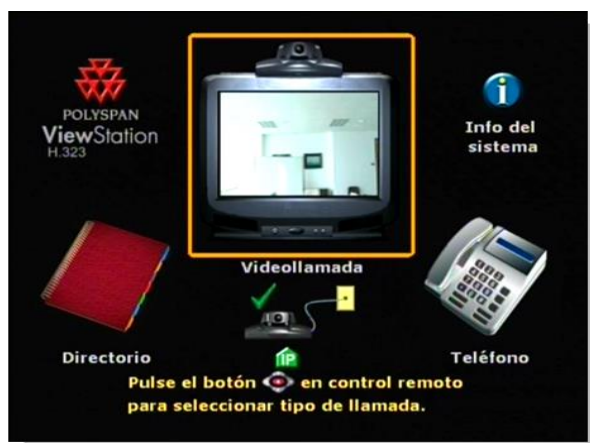 POLYSPAN
ViewStation
H.323
Info del
sistema
Videollamada
Directorio
IP
Teléfono
Pulse el botón en control remoto
para seleccionar tipo de llamada.